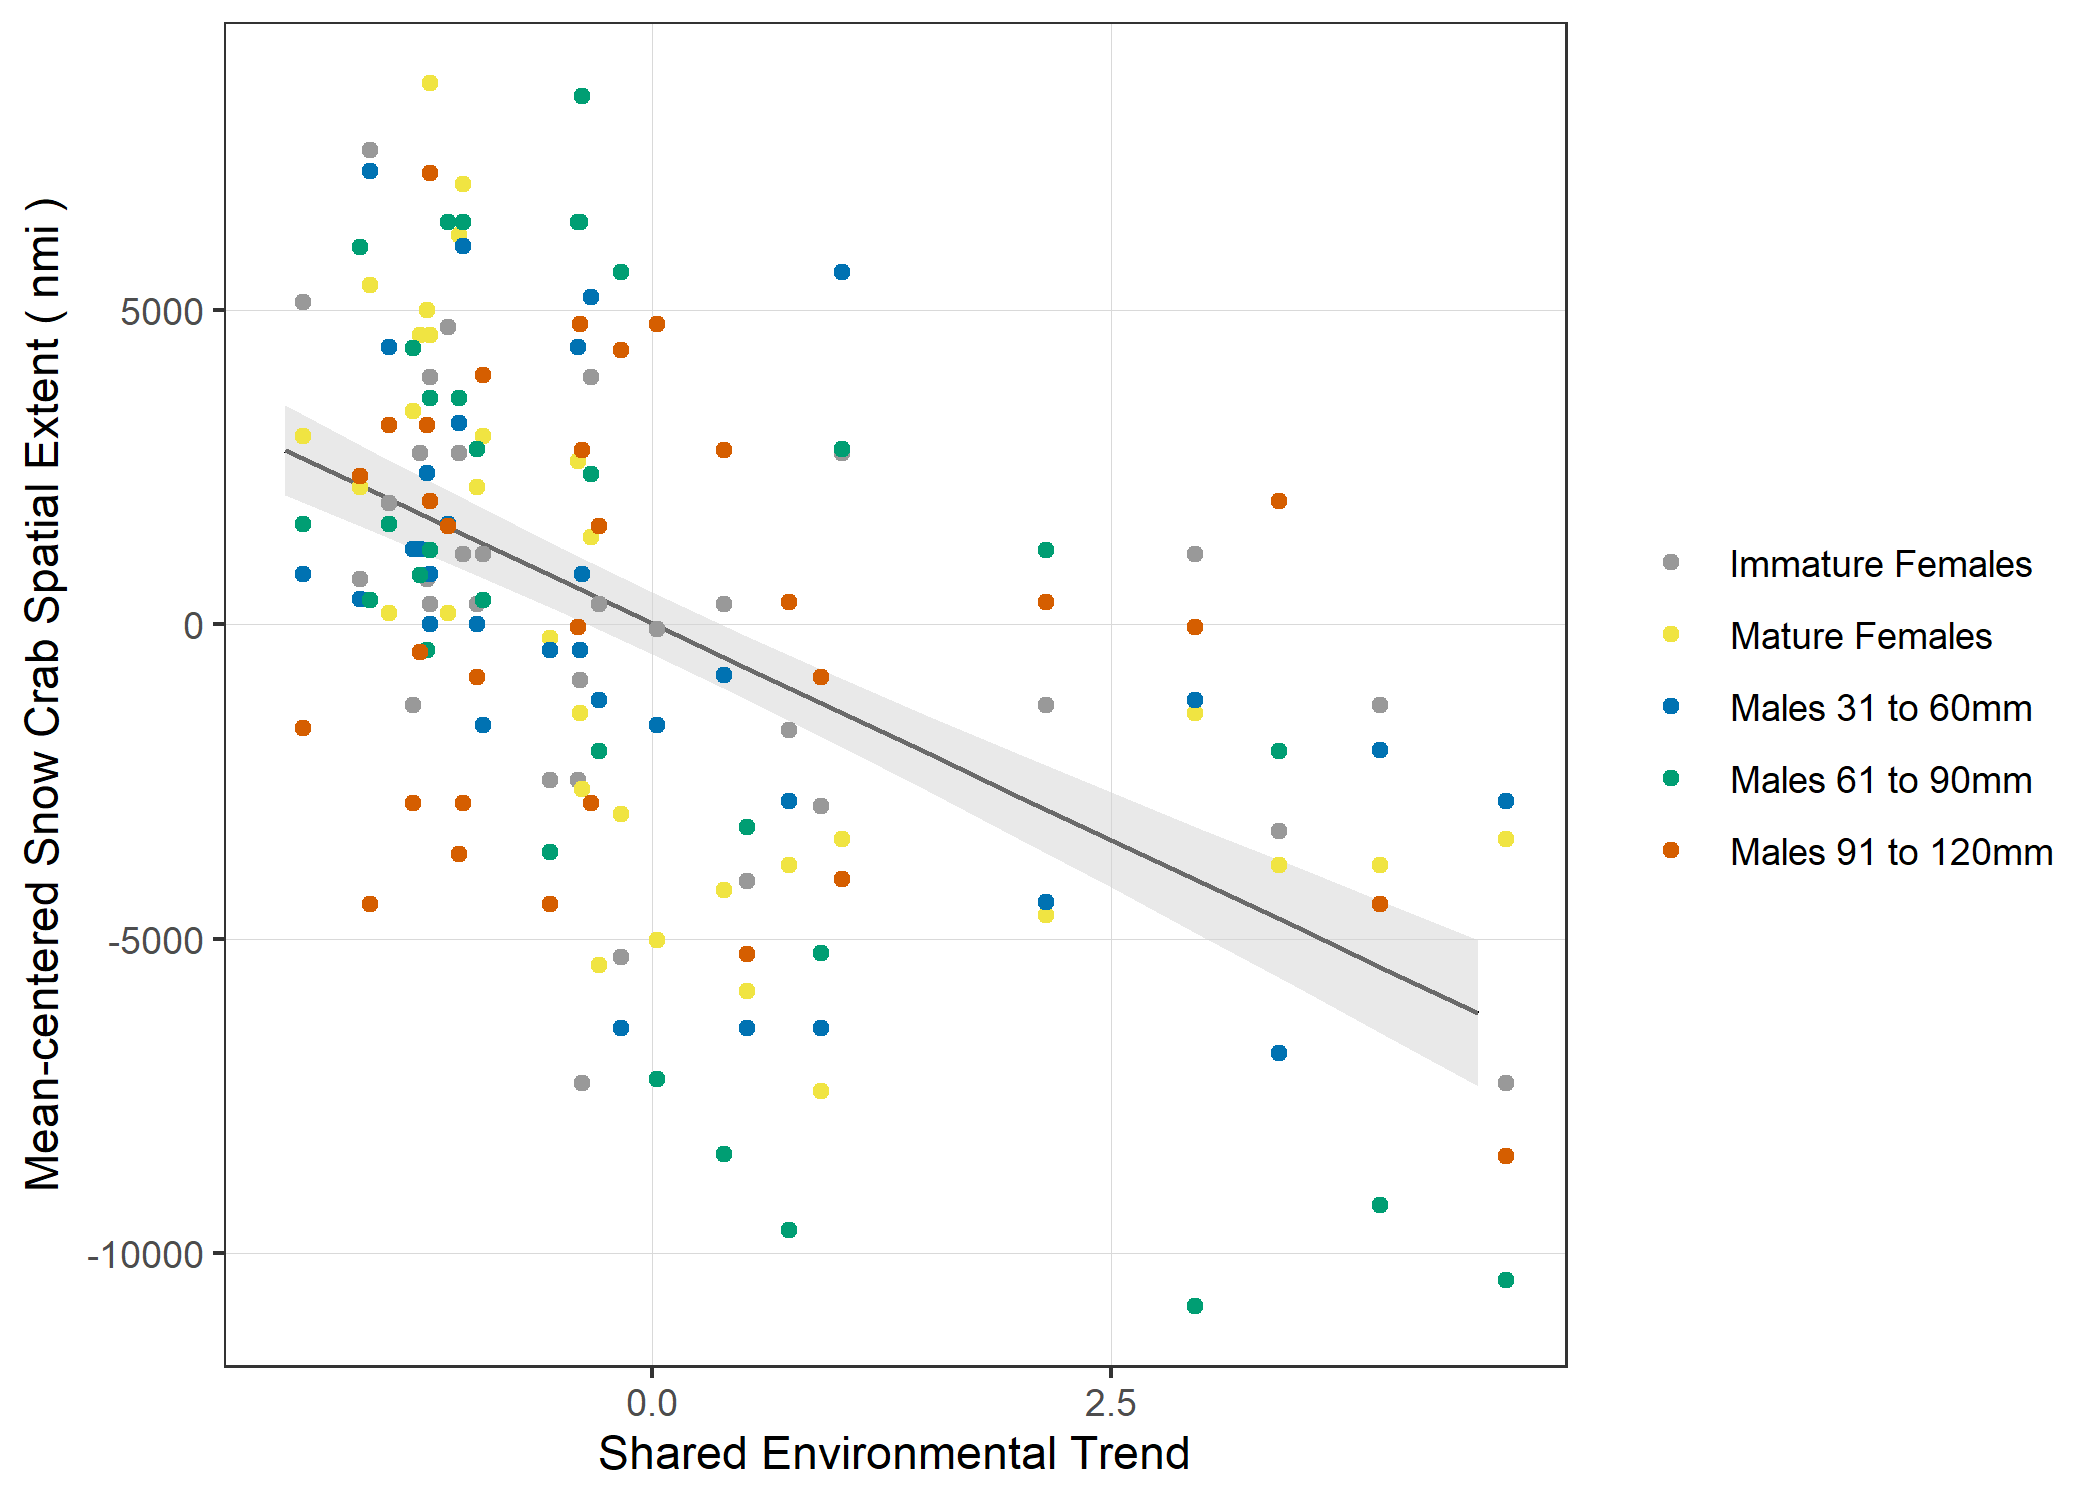 Mean-centered Snow Crab Spatial Extent ( nmi )
5000
0
-5000
-10000
0.0
2.5
Shared Environmental Trend
Immature Females
Mature Females
Males 31 to 60mm
Males 61 to 90mm
Males 91 to 120mm